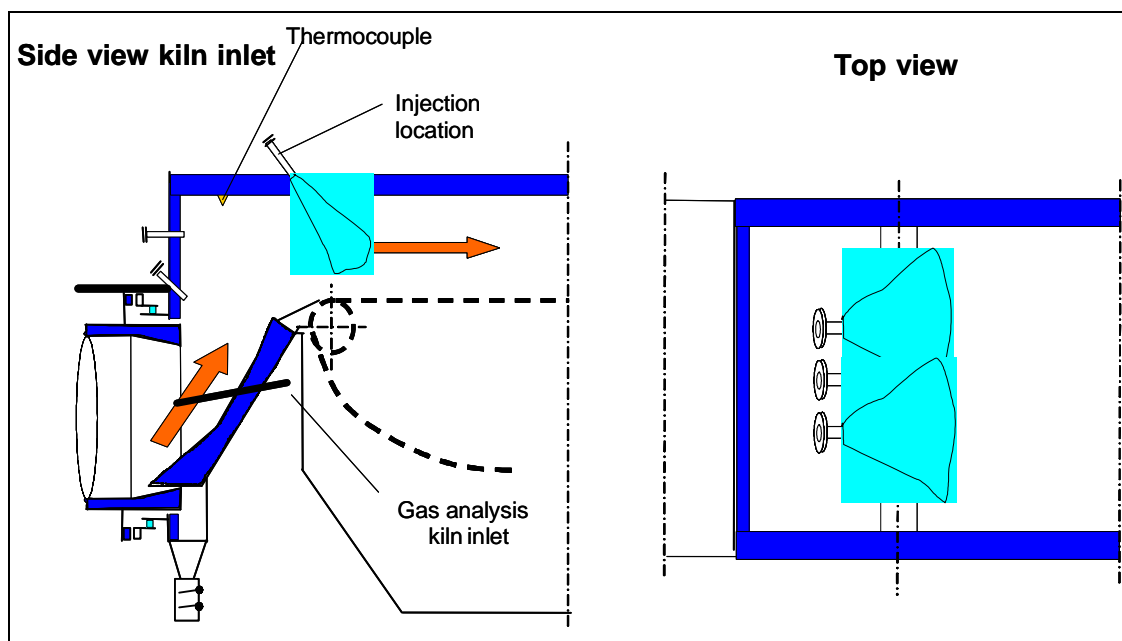 Side view kiln inlet
Thermocouple
Injection
location
Top view
Gas analysis
kiln inlet